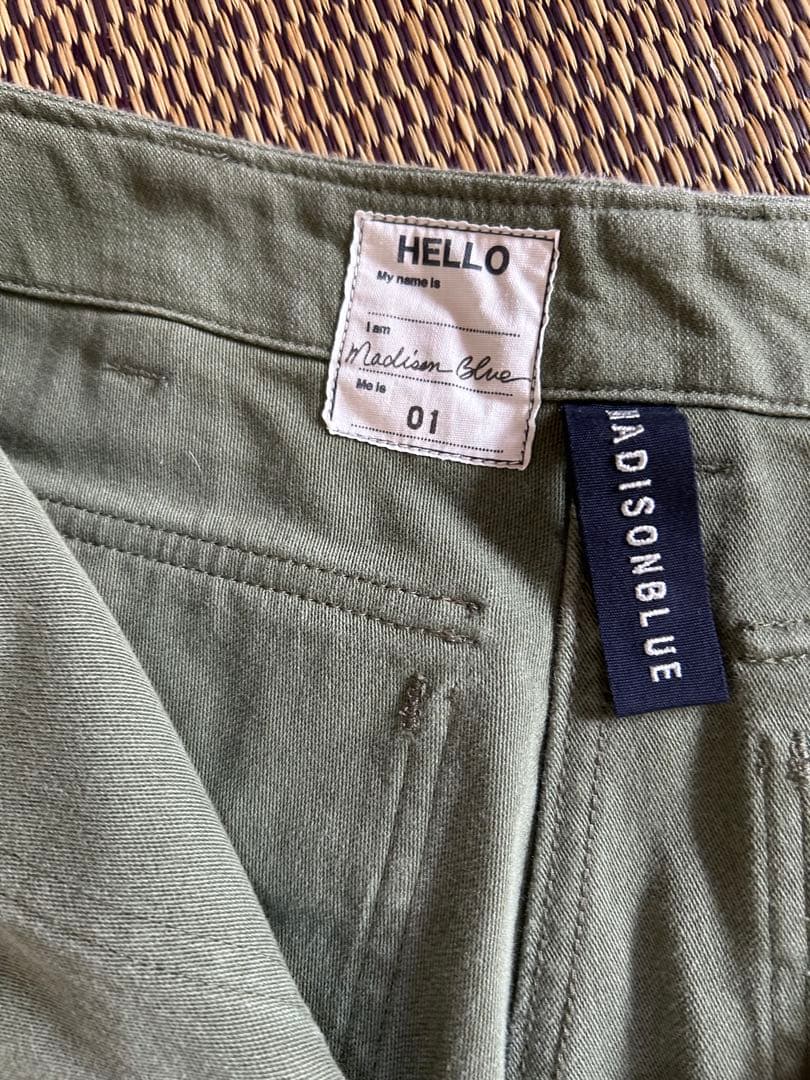 HELLO
My name is
I am
Madison Blue
Me is
01
MADISONBLUE